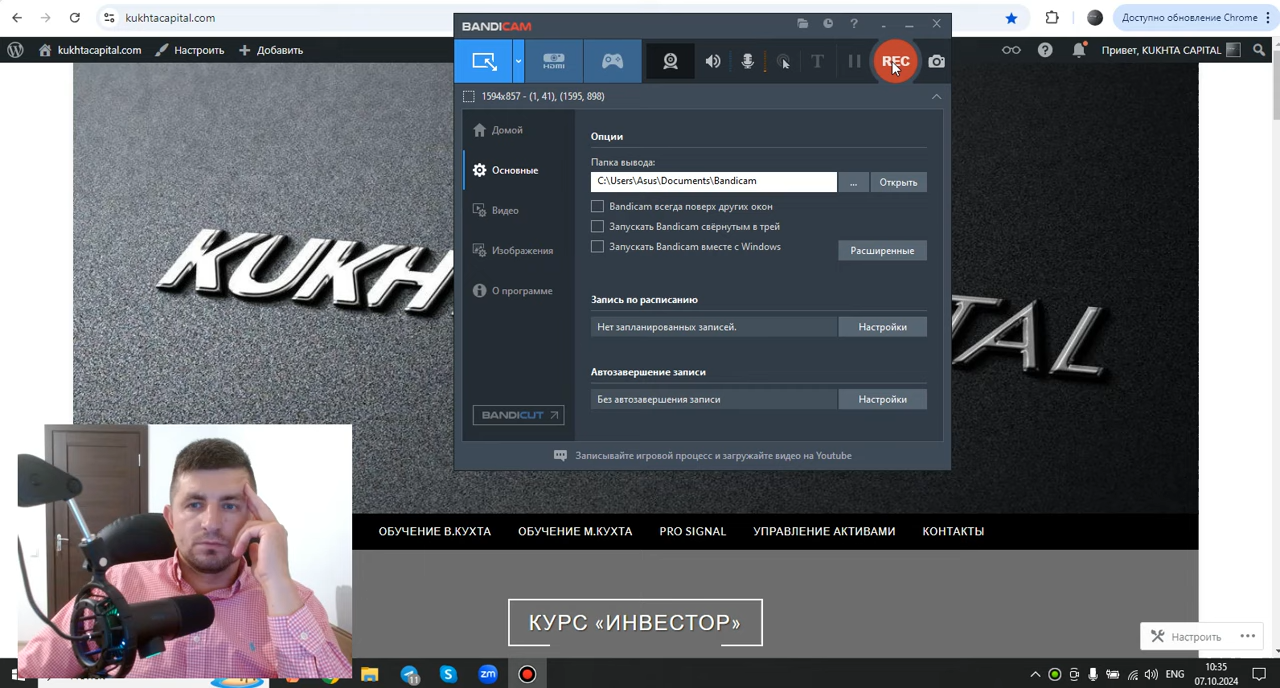 kukhtacapital.com
Доступно обновление Chrome
kukhtacapital.com
Настроить
Добавить
Привет, KUKHTA CAPITAL
BANDICAM
HDMI
REC
1594x857 - (1, 41), (1595, 898)
Домой
Основные
Видео
Изображения
О программе
BANDICUT
Опции
Папка вывода:
C:\Users\Asus\Documents\Bandicam
...
Открыть
Bandicam всегда поверх других окон
Запускать Bandicam свёрнутым в трей
Запускать Bandicam вместе с Windows
Расширенные
Запись по расписанию
Нет запланированных записей.
Настройки
Автозавершение записи
Без автозавершения записи
Настройки
Записывайте игровой процесс и загружайте видео на Youtube
ОБУЧЕНИЕ В.КУХТА
ОБУЧЕНИЕ М.КУХТА
PRO SIGNAL
УПРАВЛЕНИЕ АКТИВАМИ
КОНТАКТЫ
КУРС «ИНВЕСТОР»
Настроить
11
zm
ENG
10:35
07.10.2024